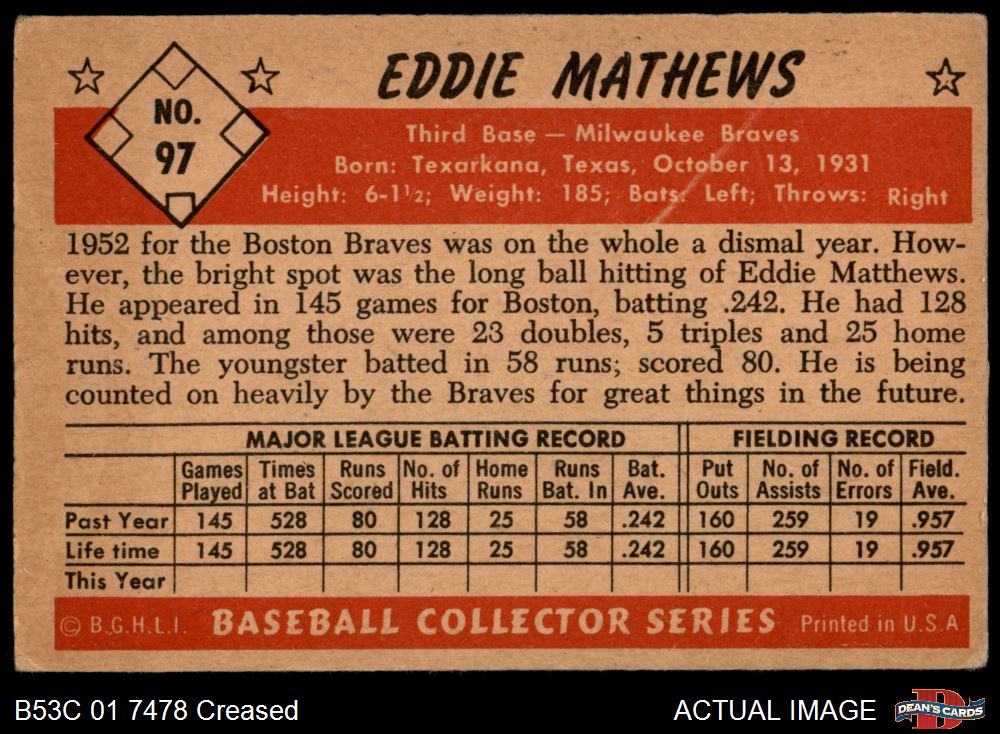 NO.
97
EDDIE MATHEWS
Third Base — Milwaukee Braves
Born: Texarkana, Texas, October 13, 1931
Height: 6-1½; Weight: 185; Bats: Left; Throws: Right
1952 for the Boston Braves was on the whole a dismal year. How-
ever, the bright spot was the long ball hitting of Eddie Matthews.
He appeared in 145 games for Boston, batting .242. He had 128
hits, and among those were 23 doubles, 5 triples and 25 home
runs. The youngster batted in 58 runs; scored 80. He is being
counted on heavily by the Braves for great things in the future.
MAJOR LEAGUE BATTING RECORD FIELDING RECORD
Games Times Runs No. of Home Runs Bat. Put No. of No. of Field.
Played at Bat Scored Hits Runs Bat. In Ave. Outs Assists Errors Ave.
Past Year 145 528 80 128 25 58 .242 160 259 19 .957
Life time 145 528 80 128 25 58 .242 160 259 19 .957
This Year
© B.G.H.L.I. BASEBALL COLLECTOR SERIES Printed in U.S.A.
B53C 01 7478 Creased ACTUAL IMAGE DEAN'S CARDS